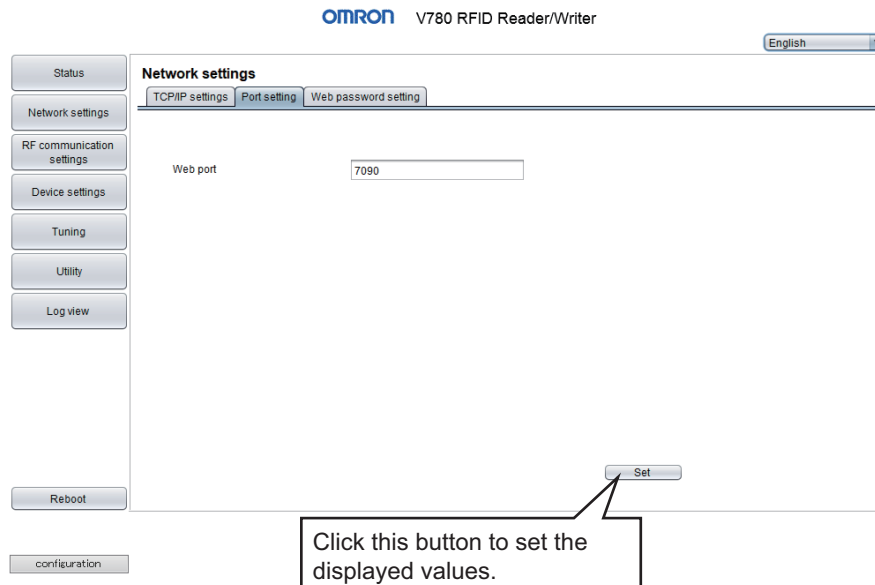 OMRON V780 RFID Reader/Writer
English
Status
Network settings
RF communication
settings
Device settings
Tuning
Utility
Log view
Reboot
configuration
Network settings
TCP/IP settings Port setting Web password setting
Web port 7090
Set
Click this button to set the
displayed values.